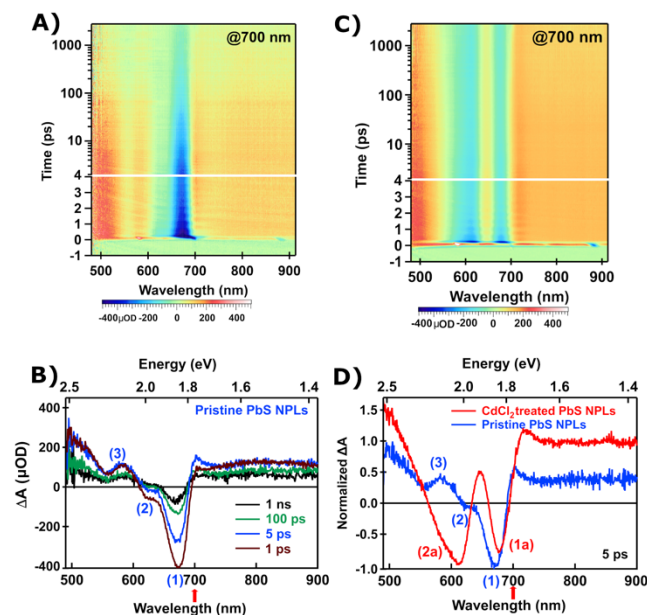 A)
@700 nm
Time (ps)
1000
100
10
4
3
2
1
0
-1
500 600 700 800 900
Wavelength (nm)
-400µOD -200 0 200 400
C)
@700 nm
Time (ps)
1000
100
10
4
3
2
1
0
-1
500 600 700 800 900
Wavelength (nm)
-400µOD -200 0 200 400
B)
Energy (eV)
2.5 2.2 2.0 1.8 1.6 1.4
Pristine PbS NPLs
ΔA (µOD)
400
200
0
-200
-400
(3)
(2)
(1)
1 ns
100 ps
5 ps
1 ps
500 600 700 800 900
Wavelength (nm)
D)
Energy (eV)
2.5 2.2 2.0 1.8 1.6 1.4
CdCl2treated PbS NPLs
Pristine PbS NPLs
Normalized ΔA
1.5
1.0
0.5
0.0
-0.5
-1.0
(3)
(2)
(2a)
(1)
(1a)
5 ps
500 600 700 800 900
Wavelength (nm)